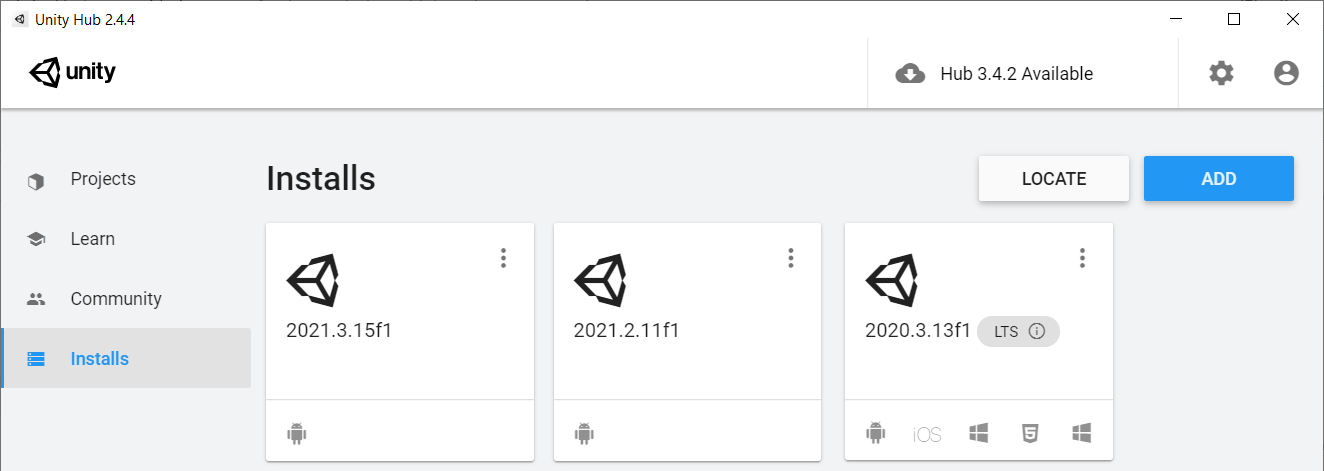 Unity Hub 2.4.4
unity
Hub 3.4.2 Available
Projects
Learn
Community
Installs
Installs
LOCATE
ADD
2021.3.15f1
2021.2.11f1
2020.3.13f1 LTS
iOS